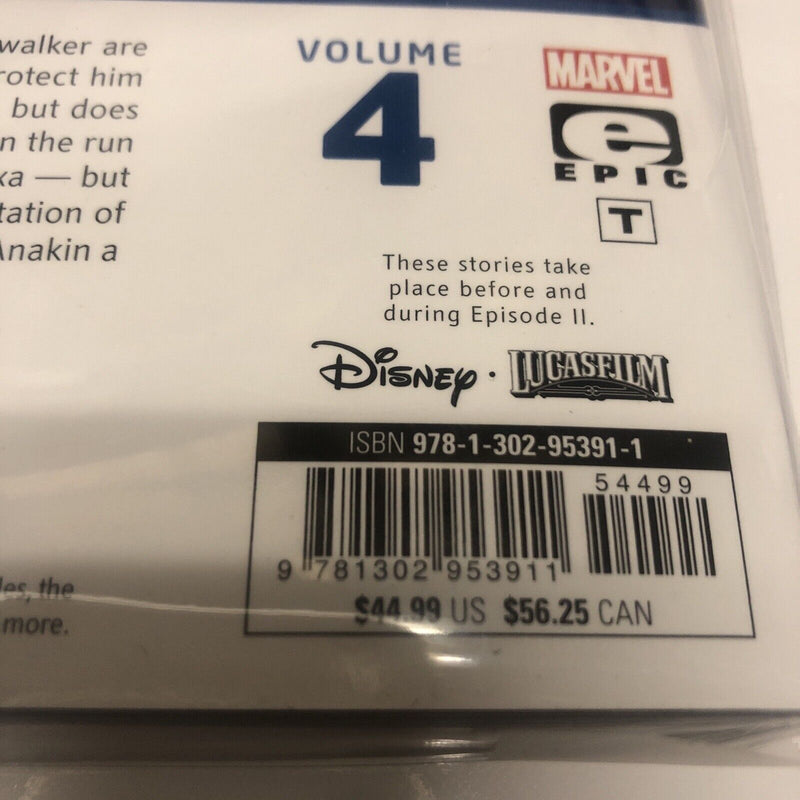 walker are
rotect him
but does
n the run
xa — but
tation of
Anakin a
les, the
more.
VOLUME
4
MARVEL
e
EPIC
T
These stories take
place before and
during Episode II.
Disney · LUCASFILM
ISBN 978-1-302-95391-1
54499
9 781302 953911
$44.99 US $56.25 CAN